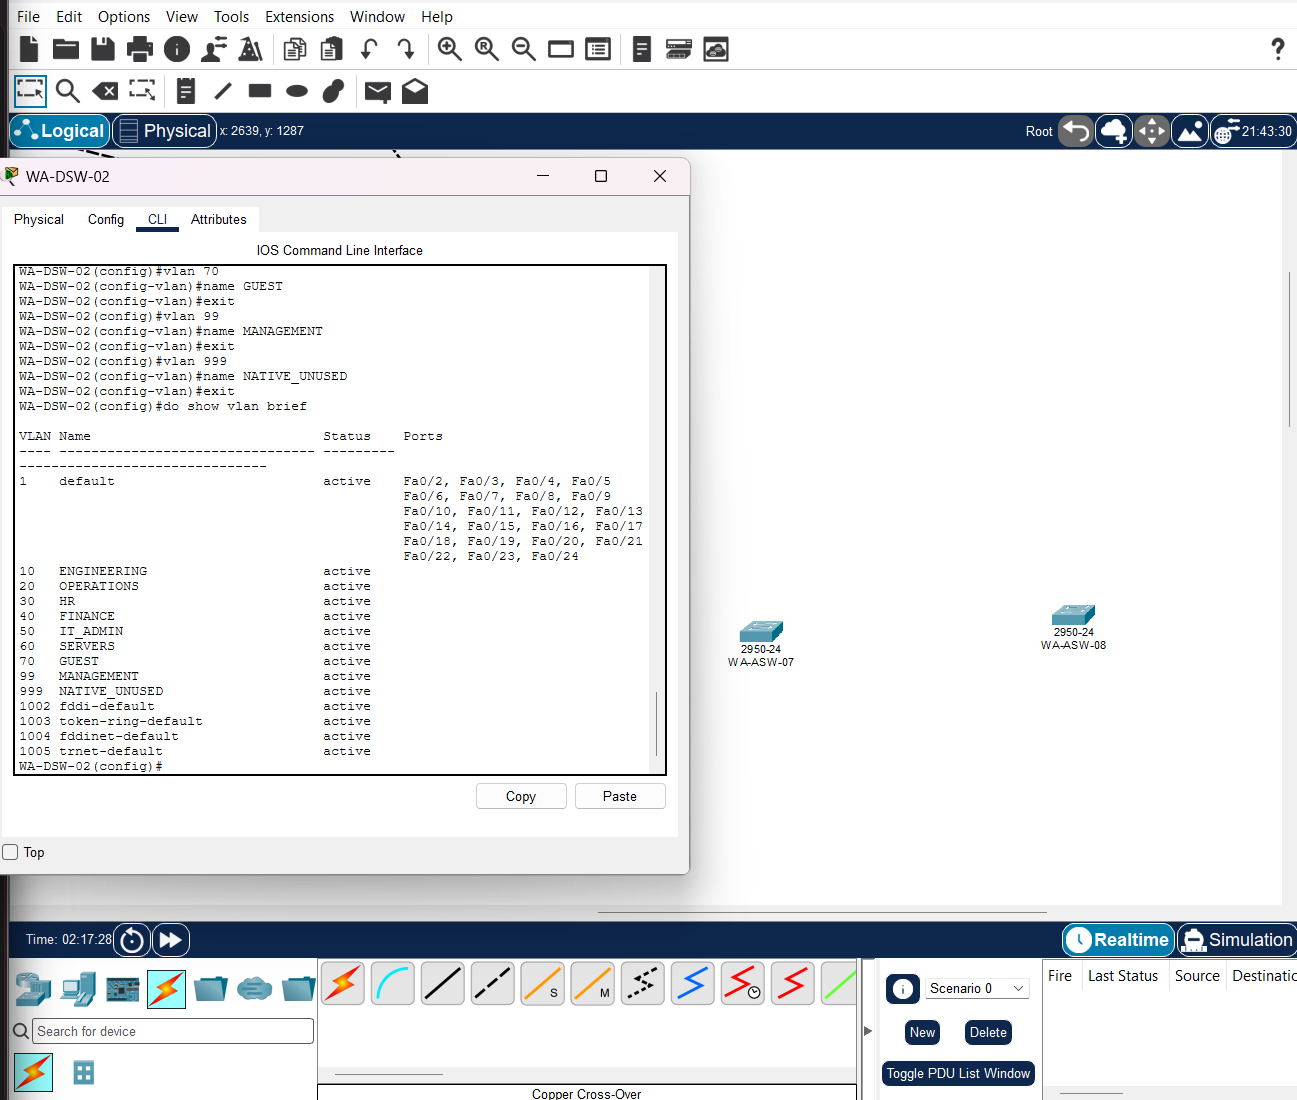 File Edit Options View Tools Extensions Window Help
?
Logical Physical x: 2639, y: 1287 Root 21:43:30
WA-DSW-02
Physical Config CLI Attributes
IOS Command Line Interface
WA-DSW-02(config)#vlan 70
WA-DSW-02(config-vlan)#name GUEST
WA-DSW-02(config-vlan)#exit
WA-DSW-02(config)#vlan 99
WA-DSW-02(config-vlan)#name MANAGEMENT
WA-DSW-02(config-vlan)#exit
WA-DSW-02(config)#vlan 999
WA-DSW-02(config-vlan)#name NATIVE_UNUSED
WA-DSW-02(config-vlan)#exit
WA-DSW-02(config)#do show vlan brief
VLAN Name Status Ports
---- -------------------------------- ---------
-------------------------------
1 default active Fa0/2, Fa0/3, Fa0/4, Fa0/5
Fa0/6, Fa0/7, Fa0/8, Fa0/9
Fa0/10, Fa0/11, Fa0/12, Fa0/13
Fa0/14, Fa0/15, Fa0/16, Fa0/17
Fa0/18, Fa0/19, Fa0/20, Fa0/21
Fa0/22, Fa0/23, Fa0/24
10 ENGINEERING active
20 OPERATIONS active
30 HR active
40 FINANCE active
50 IT_ADMIN active
60 SERVERS active
70 GUEST active
99 MANAGEMENT active
999 NATIVE_UNUSED active
1002 fddi-default active
1003 token-ring-default active
1004 fddinet-default active
1005 trnet-default active
WA-DSW-02(config)#
Copy Paste
Top
2950-24
WA-ASW-07
2950-24
WA-ASW-08
Time: 02:17:28 Realtime Simulation
S M
Search for device
Copper Cross-Over
Scenario 0
New Delete
Toggle PDU List Window
Fire Last Status Source Destinatic